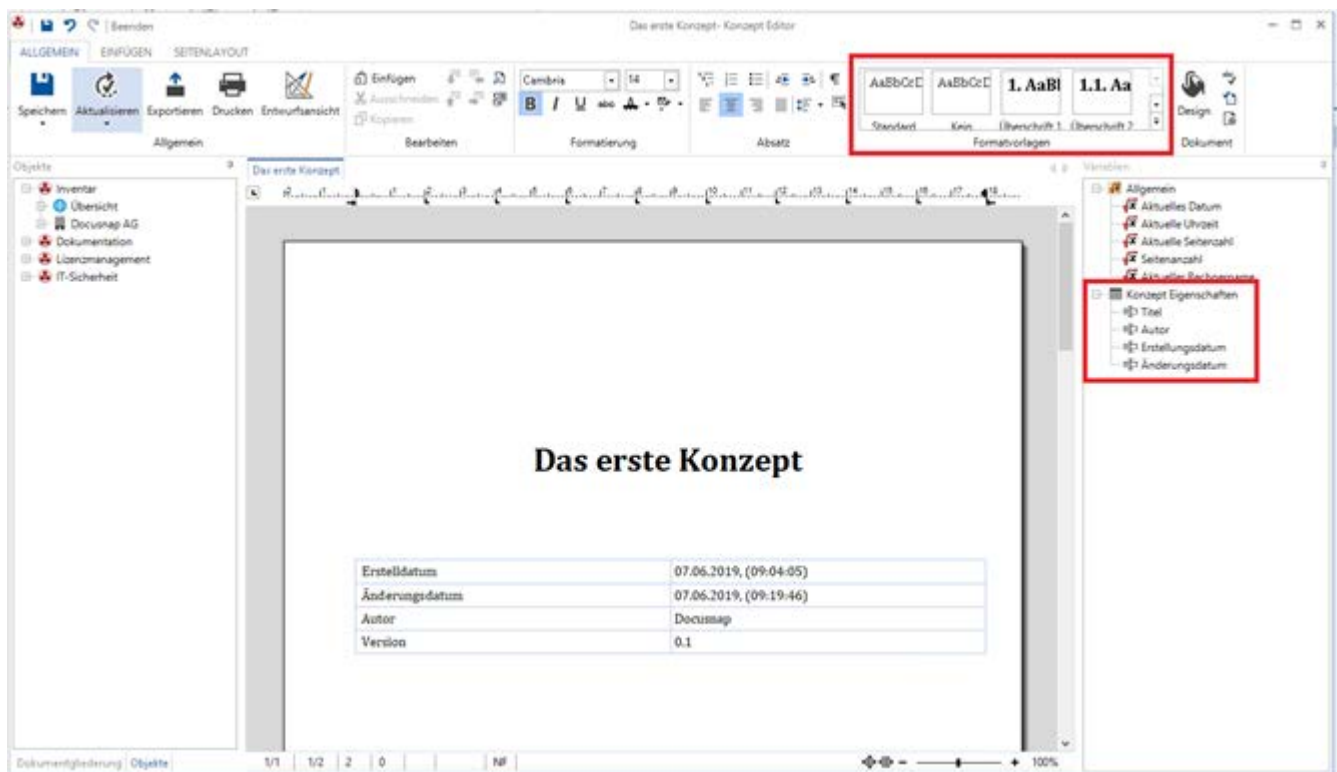 Beenden
Das erste Konzept- Konzept Editor
ALLGEMEIN EINFÜGEN SEITENLAYOUT
Einfügen
Ausschneiden
Kopieren
Cambria 14
B I U abc A
AaBbCcD AaBbCcD 1. AaBl 1.1. Aa
Speichern Aktualisieren Exportieren Drucken Entwurfsansicht
Standard Kein Überschrift 1 Überschrift 2
Design
Allgemein Bearbeiten Formatierung Absatz Formatvorlagen Dokument
Objekte
Inventar
Übersicht
Docusnap AG
Dokumentation
Lizenzmanagement
IT-Sicherheit
Das erste Konzept
Das erste Konzept
Erstelldatum 07.06.2019, (09:04:05)
Änderungsdatum 07.06.2019, (09:19:46)
Autor Docusnap
Version 0.1
Variablen
Allgemein
Aktuelles Datum
Aktuelle Uhrzeit
Aktuelle Seitenzahl
Seitenanzahl
Aktueller Rechnername
Konzept Eigenschaften
Titel
Autor
Erstellungsdatum
Änderungsdatum
Dokumentgliederung Objekte
1/1 1/2 2 0 NF 100%